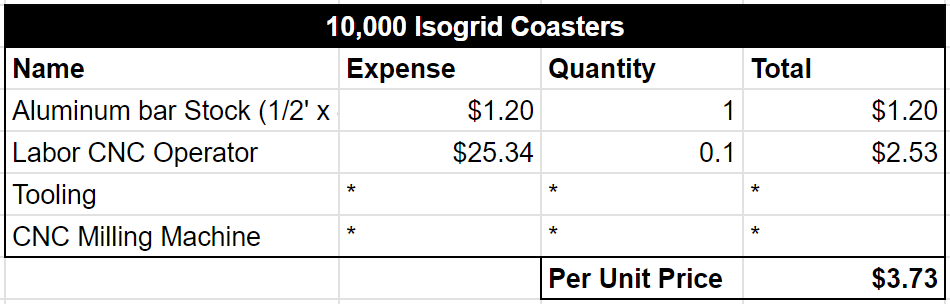 10,000 Isogrid Coasters
Name Expense Quantity Total
Aluminum bar Stock (1/2' x $1.20 1 $1.20
Labor CNC Operator $25.34 0.1 $2.53
Tooling * * *
CNC Milling Machine * * *
Per Unit Price $3.73